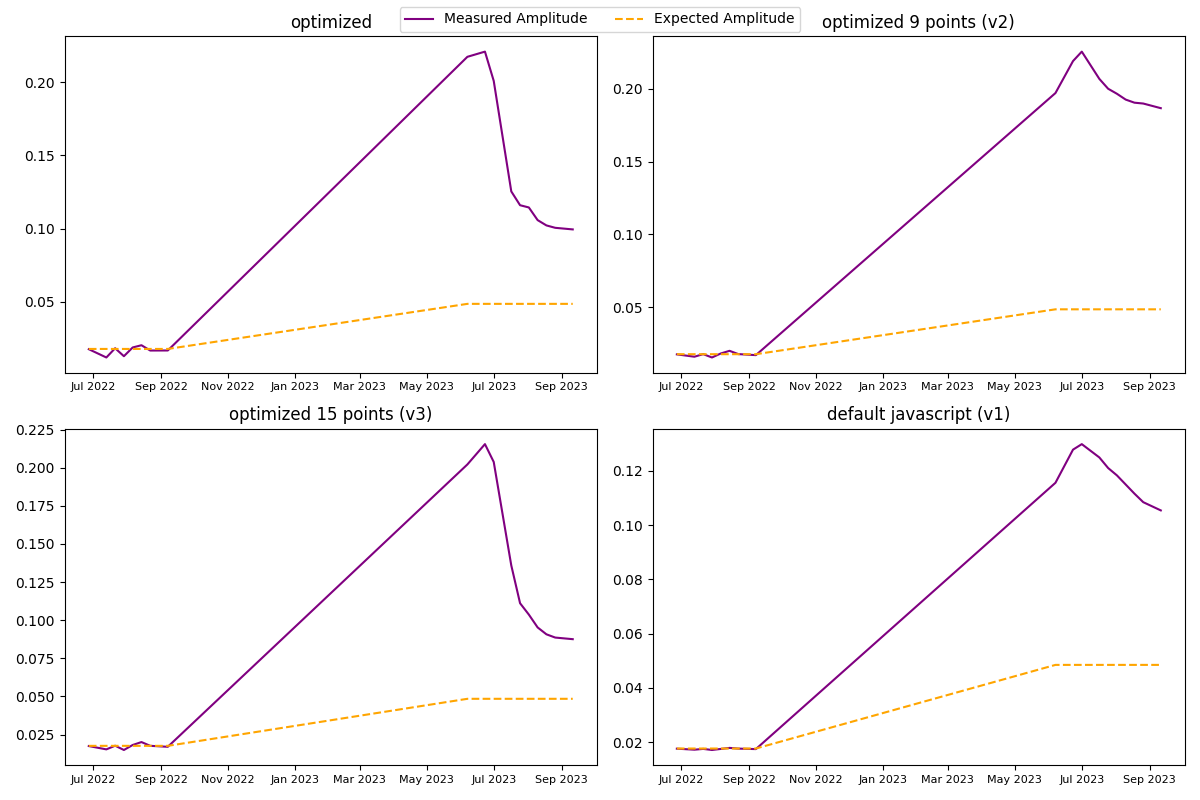 Measured Amplitude Expected Amplitude
optimized
0.20
0.15
0.10
0.05
Jul 2022 Sep 2022 Nov 2022 Jan 2023 Mar 2023 May 2023 Jul 2023 Sep 2023
optimized 9 points (v2)
0.20
0.15
0.10
0.05
Jul 2022 Sep 2022 Nov 2022 Jan 2023 Mar 2023 May 2023 Jul 2023 Sep 2023
optimized 15 points (v3)
0.225
0.200
0.175
0.150
0.125
0.100
0.075
0.050
0.025
Jul 2022 Sep 2022 Nov 2022 Jan 2023 Mar 2023 May 2023 Jul 2023 Sep 2023
default javascript (v1)
0.12
0.10
0.08
0.06
0.04
0.02
Jul 2022 Sep 2022 Nov 2022 Jan 2023 Mar 2023 May 2023 Jul 2023 Sep 2023